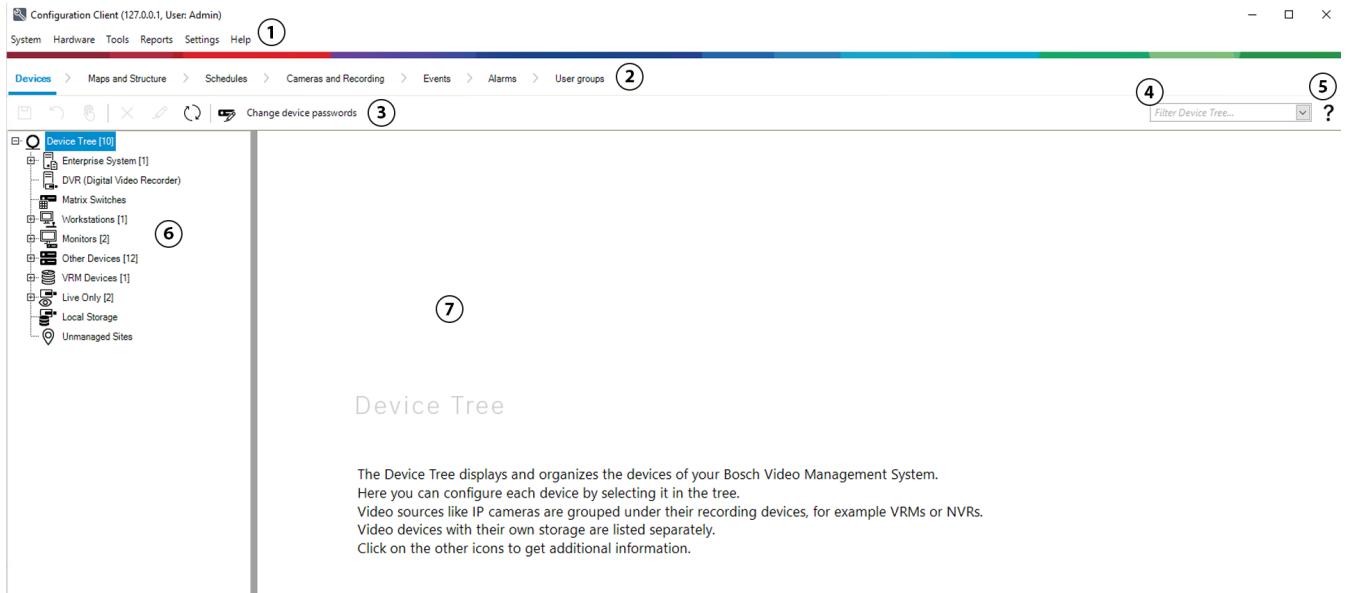 Configuration Client (127.0.0.1, User: Admin)
System Hardware Tools Reports Settings Help 1
Devices Maps and Structure Schedules Cameras and Recording Events Alarms User groups 2
4 5
Change device passwords 3 Filter Device Tree... ?
Device Tree [10]
Enterprise System [1]
DVR (Digital Video Recorder)
Matrix Switches
Workstations [1]
6
Monitors [2]
Other Devices [12]
VRM Devices [1]
Live Only [2]
7
Local Storage
Unmanaged Sites
Device Tree
The Device Tree displays and organizes the devices of your Bosch Video Management System.
Here you can configure each device by selecting it in the tree.
Video sources like IP cameras are grouped under their recording devices, for example VRMs or NVRs.
Video devices with their own storage are listed separately.
Click on the other icons to get additional information.